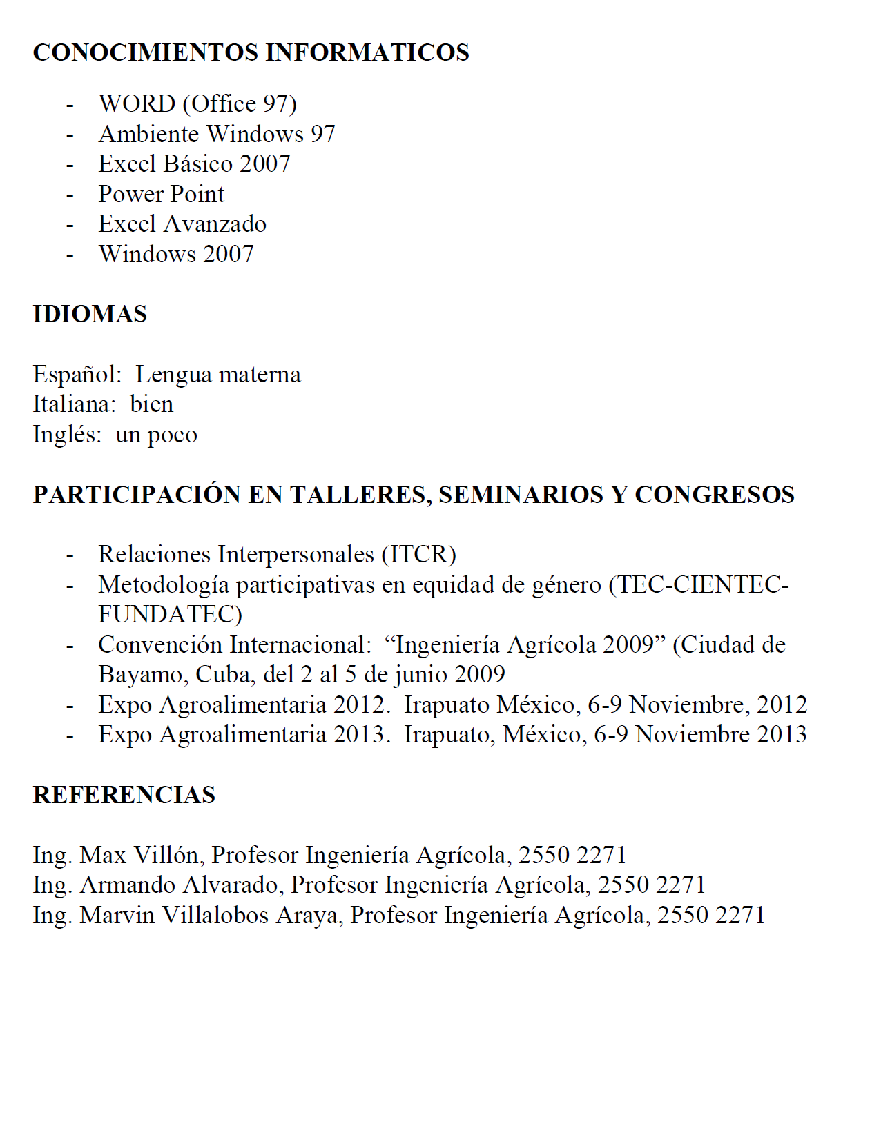 CONOCIMIENTOS INFORMATICOS
- WORD (Office 97)
- Ambiente Windows 97
- Excel Básico 2007
- Power Point
- Excel Avanzado
- Windows 2007
IDIOMAS
Español: Lengua materna
Italiana: bien
Inglés: un poco
PARTICIPACIÓN EN TALLERES, SEMINARIOS Y CONGRESOS
- Relaciones Interpersonales (ITCR)
- Metodología participativas en equidad de género (TEC-CIENTEC-
FUNDATEC)
- Convención Internacional: “Ingeniería Agrícola 2009” (Ciudad de
Bayamo, Cuba, del 2 al 5 de junio 2009
- Expo Agroalimentaria 2012. Irapuato México, 6-9 Noviembre, 2012
- Expo Agroalimentaria 2013. Irapuato, México, 6-9 Noviembre 2013
REFERENCIAS
Ing. Max Villón, Profesor Ingeniería Agrícola, 2550 2271
Ing. Armando Alvarado, Profesor Ingeniería Agrícola, 2550 2271
Ing. Marvin Villalobos Araya, Profesor Ingeniería Agrícola, 2550 2271